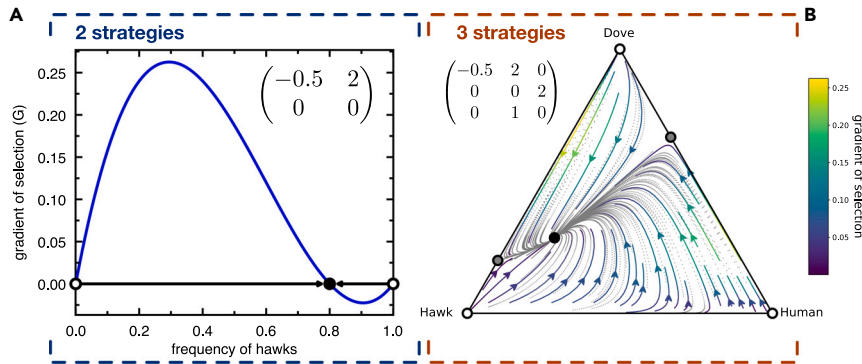 A
2 strategies
0.25
0.20
0.15
0.10
0.05
0.00
gradient of selection (G)
−0.5 2
0 0
0.0 0.2 0.4 0.6 0.8 1.0
frequency of hawks
B
3 strategies
−0.5 2 0
0 0 2
0 1 0
Dove
Hawk
Human
0.25
0.20
0.15
0.10
0.05
gradient of selection